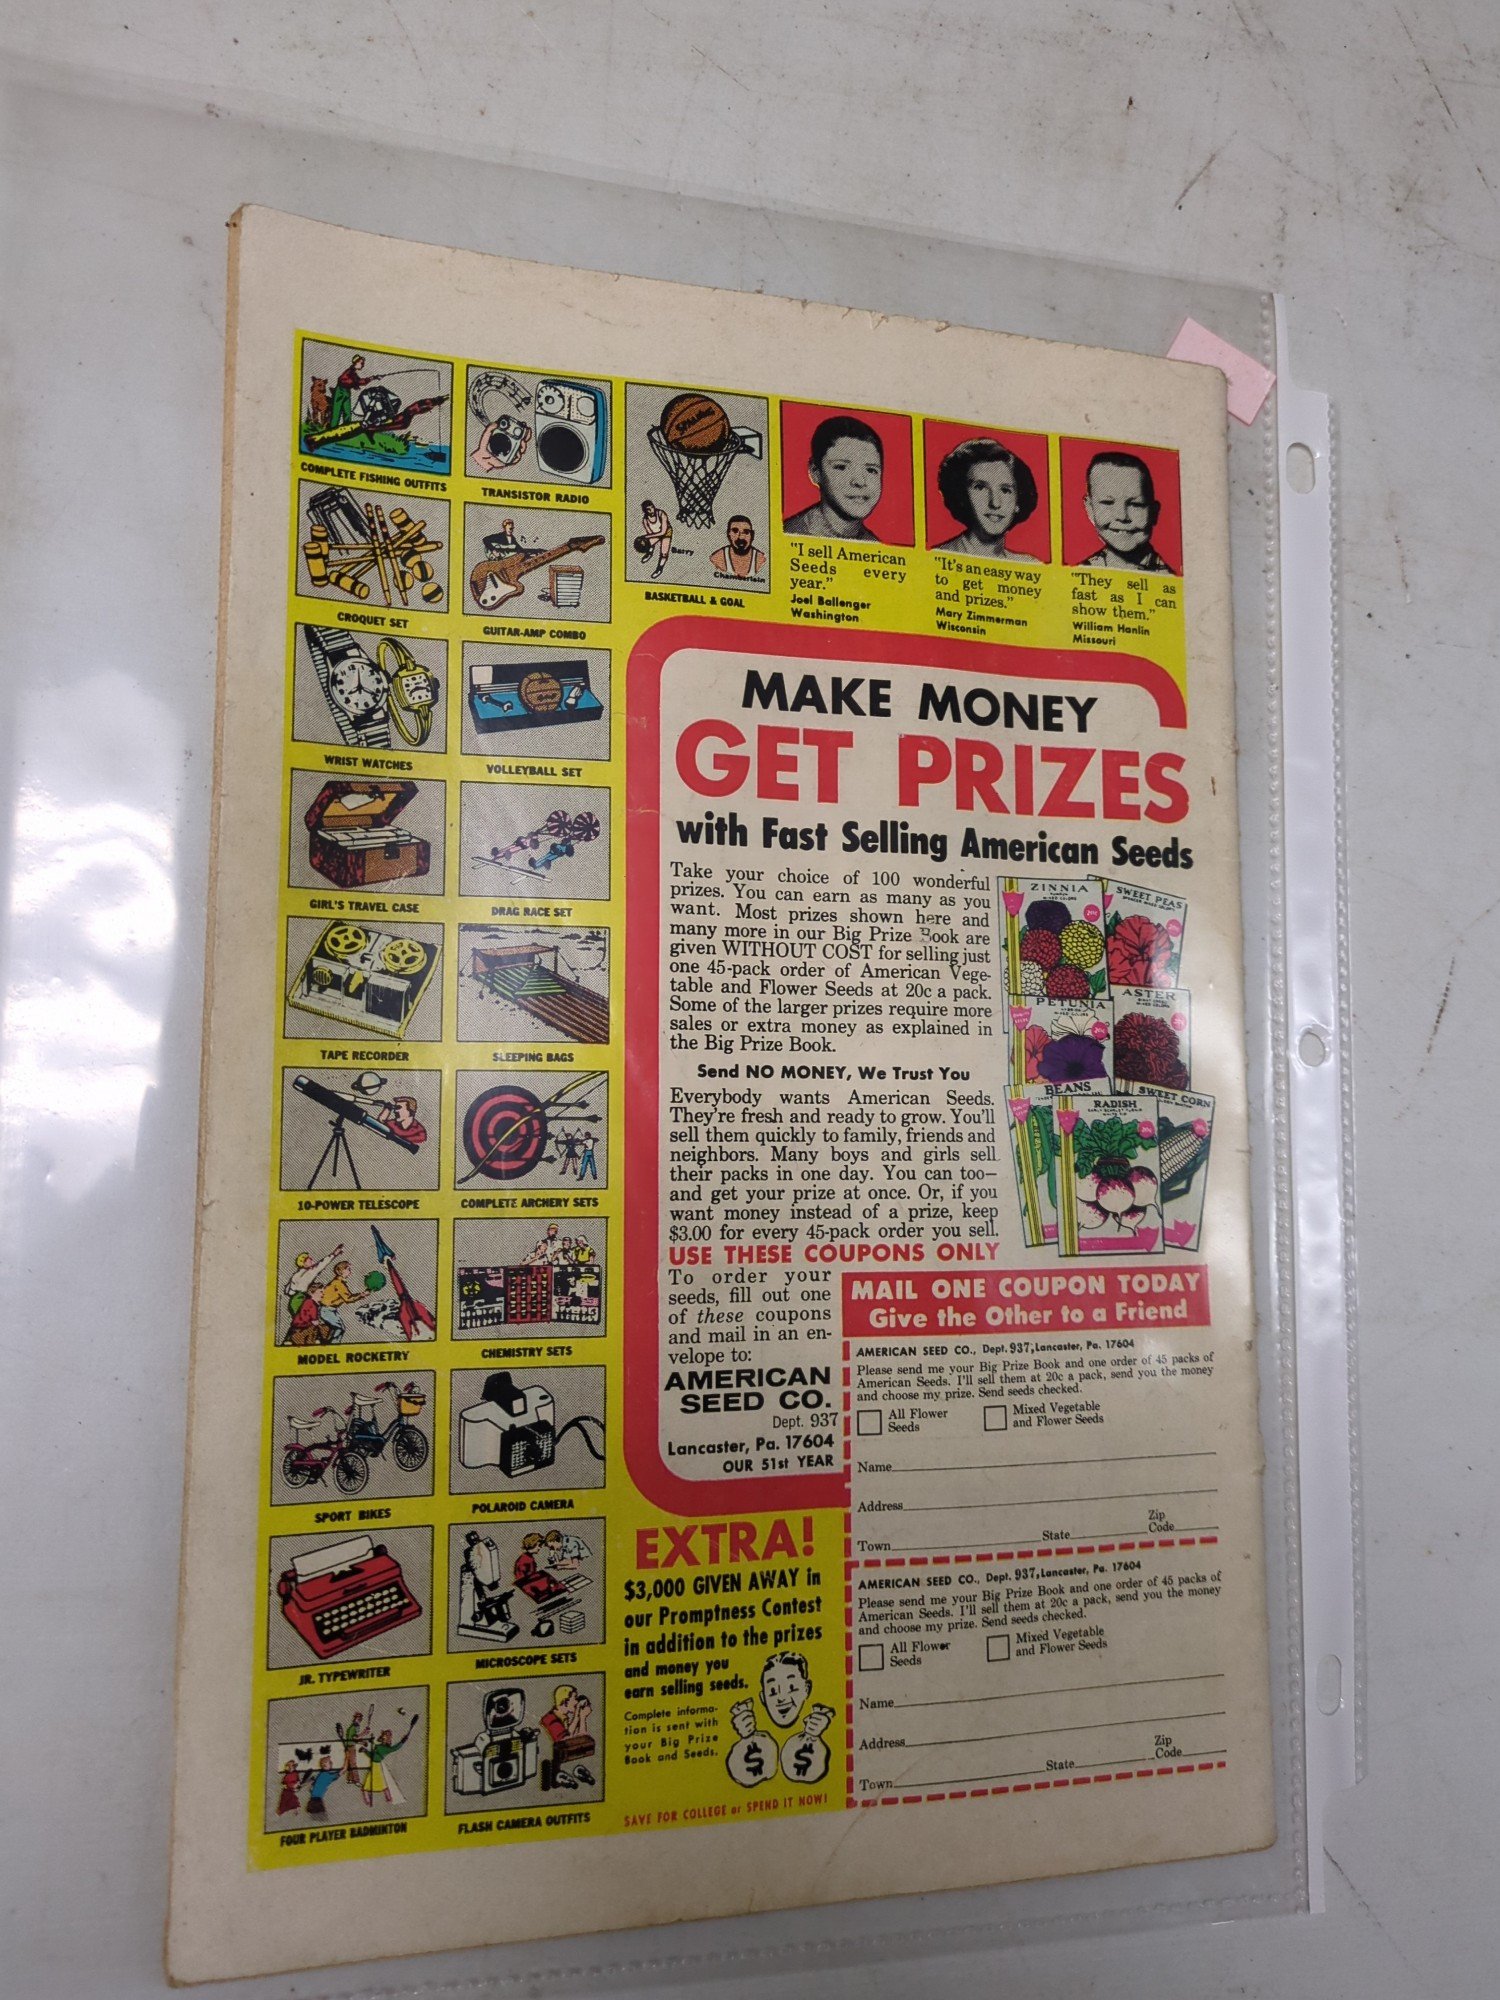 COMPLETE FISHING OUTFITS
TRANSISTOR RADIO
SPALDING
Barry
Chamberlain
BASKETBALL & GOAL
CROQUET SET
GUITAR-AMP COMBO
WRIST WATCHES
VOLLEYBALL SET
GIRL'S TRAVEL CASE
DRAG RACE SET
TAPE RECORDER
SLEEPING BAGS
10-POWER TELESCOPE
COMPLETE ARCHERY SETS
MODEL ROCKETRY
CHEMISTRY SETS
SPORT BIKES
POLAROID CAMERA
JR. TYPEWRITER
MICROSCOPE SETS
FOUR PLAYER BADMINTON
FLASH CAMERA OUTFITS
"I sell American
Seeds every
year."
Joel Ballenger
Washington
"It's an easy way
to get money
and prizes."
Mary Zimmerman
Wisconsin
"They sell as
fast as I can
show them."
William Hanlin
Missouri
MAKE MONEY
GET PRIZES
with Fast Selling American Seeds
Take your choice of 100 wonderful
prizes. You can earn as many as you
want. Most prizes shown here and
many more in our Big Prize Book are
given WITHOUT COST for selling just
one 45-pack order of American Vege-
table and Flower Seeds at 20c a pack.
Some of the larger prizes require more
sales or extra money as explained in
the Big Prize Book.
Send NO MONEY, We Trust You
Everybody wants American Seeds.
They're fresh and ready to grow. You'll
sell them quickly to family, friends and
neighbors. Many boys and girls sell
their packs in one day. You can too—
and get your prize at once. Or, if you
want money instead of a prize, keep
$3.00 for every 45-pack order you sell.
USE THESE COUPONS ONLY
To order your
seeds, fill out one
of these coupons
and mail in an en-
velope to:
AMERICAN
SEED CO.
Dept. 937
Lancaster, Pa. 17604
OUR 51st YEAR
ZINNIA
MIXED COLORS
20c
SWEET PEAS
MIXED COLORS
PETUNIA
MIXED COLORS
20c
ASTER
MIXED COLORS
BEANS
RADISH
20c
SWEET CORN
MAIL ONE COUPON TODAY
Give the Other to a Friend
AMERICAN SEED CO., Dept. 937, Lancaster, Pa. 17604
Please send me your Big Prize Book and one order of 45 packs of
American Seeds. I'll sell them at 20c a pack, send you the money
and choose my prize. Send seeds checked.
All Flower
Seeds
Mixed Vegetable
and Flower Seeds
Name
Address
Town State Zip
Code
AMERICAN SEED CO., Dept. 937, Lancaster, Pa. 17604
Please send me your Big Prize Book and one order of 45 packs of
American Seeds. I'll sell them at 20c a pack, send you the money
and choose my prize. Send seeds checked.
All Flower
Seeds
Mixed Vegetable
and Flower Seeds
Name
Address
Town State Zip
Code
EXTRA!
$3,000 GIVEN AWAY in
our Promptness Contest
in addition to the prizes
and money you
earn selling seeds.
Complete informa-
tion is sent with
your Big Prize
Book and Seeds.
$ $
SAVE FOR COLLEGE or SPEND IT NOW!